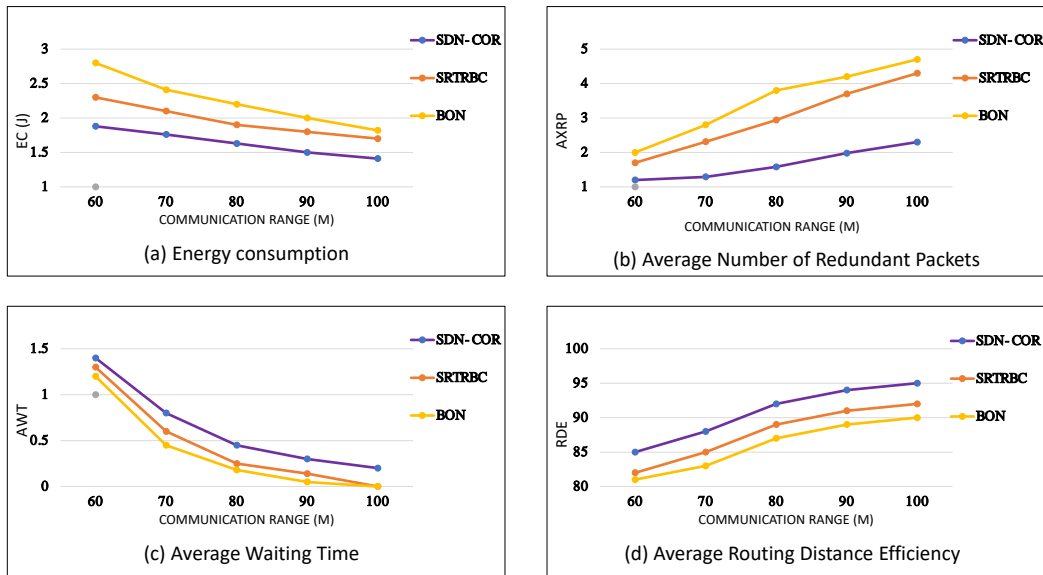 3
2.5
2
1.5
1
EC (J)
60 70 80 90 100
COMMUNICATION RANGE (M)
SDN-COR
SRTRBC
BON
(a) Energy consumption
5
4
3
2
1
AXRP
60 70 80 90 100
COMMUNICATION RANGE (M)
SDN-COR
SRTRBC
BON
(b) Average Number of Redundant Packets
1.5
1
0.5
0
AWT
60 70 80 90 100
COMMUNICATION RANGE (M)
SDN-COR
SRTRBC
BON
(c) Average Waiting Time
100
95
90
85
80
RDE
60 70 80 90 100
COMMUNICATION RANGE (M)
SDN-COR
SRTRBC
BON
(d) Average Routing Distance Efficiency